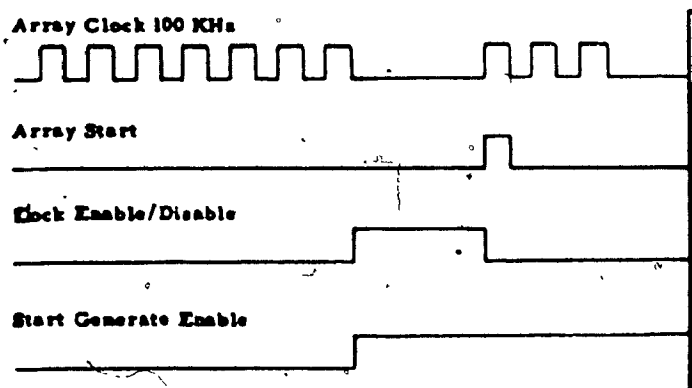 Array Clock 100 KHz
Array Start
Clock Enable/Disable
Start Generate Enable